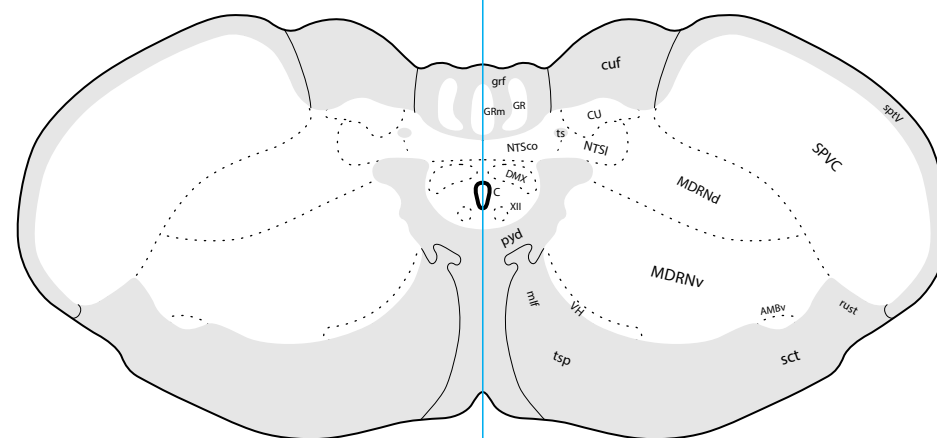 cuf
grf
GR
GRm
CU
sptV
ts
NTSco
NTSl
SPVC
DMX
MDRNd
C
XII
pyd
MDRNv
mlf
VH
AMBv
rust
tsp
sct